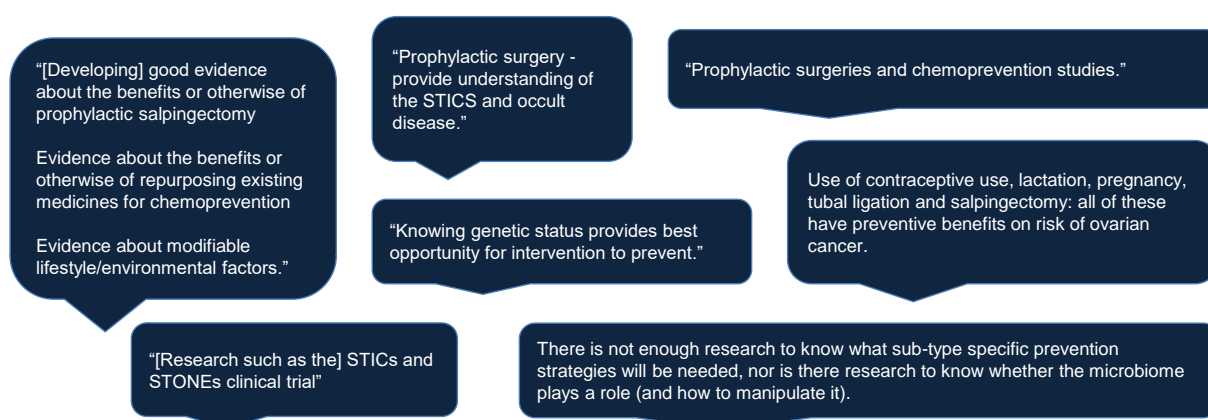 “[Developing] good evidence
about the benefits or otherwise of
prophylactic salpingectomy
Evidence about the benefits or
otherwise of repurposing existing
medicines for chemoprevention
Evidence about modifiable
lifestyle/environmental factors.”
“Prophylactic surgery -
provide understanding of
the STICS and occult
disease.”
“Prophylactic surgeries and chemoprevention studies.”
“Knowing genetic status provides best
opportunity for intervention to prevent.”
Use of contraceptive use, lactation, pregnancy,
tubal ligation and salpingectomy: all of these
have preventive benefits on risk of ovarian
cancer.
“[Research such as the] STICs and
STONEs clinical trial”
There is not enough research to know what sub-type specific prevention
strategies will be needed, nor is there research to know whether the microbiome
plays a role (and how to manipulate it).